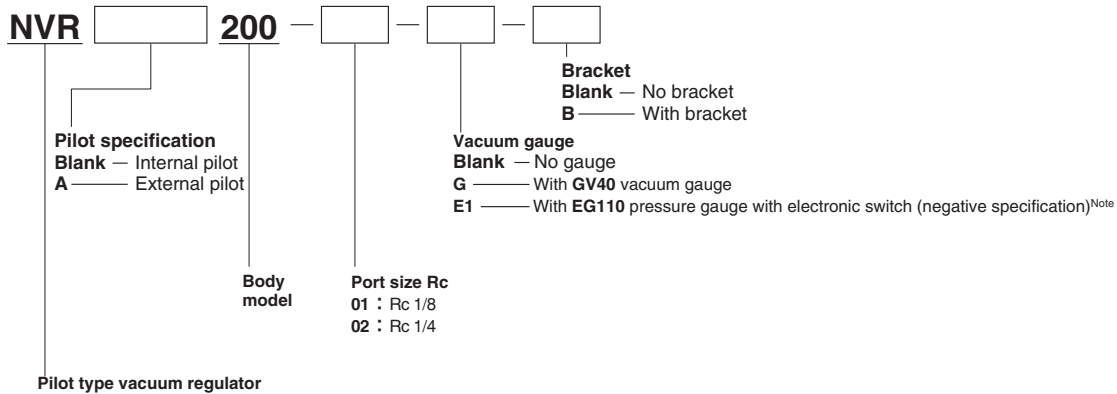 NVR 200 — - -
Bracket
Blank — No bracket
B — With bracket
Pilot specification
Blank — Internal pilot
A — External pilot
Vacuum gauge
Blank — No gauge
G — With GV40 vacuum gauge
E1 — With EG110 pressure gauge with electronic switch (negative specification)Note
Body
model
Port size Rc
01 : Rc 1/8
02 : Rc 1/4
Pilot type vacuum regulator